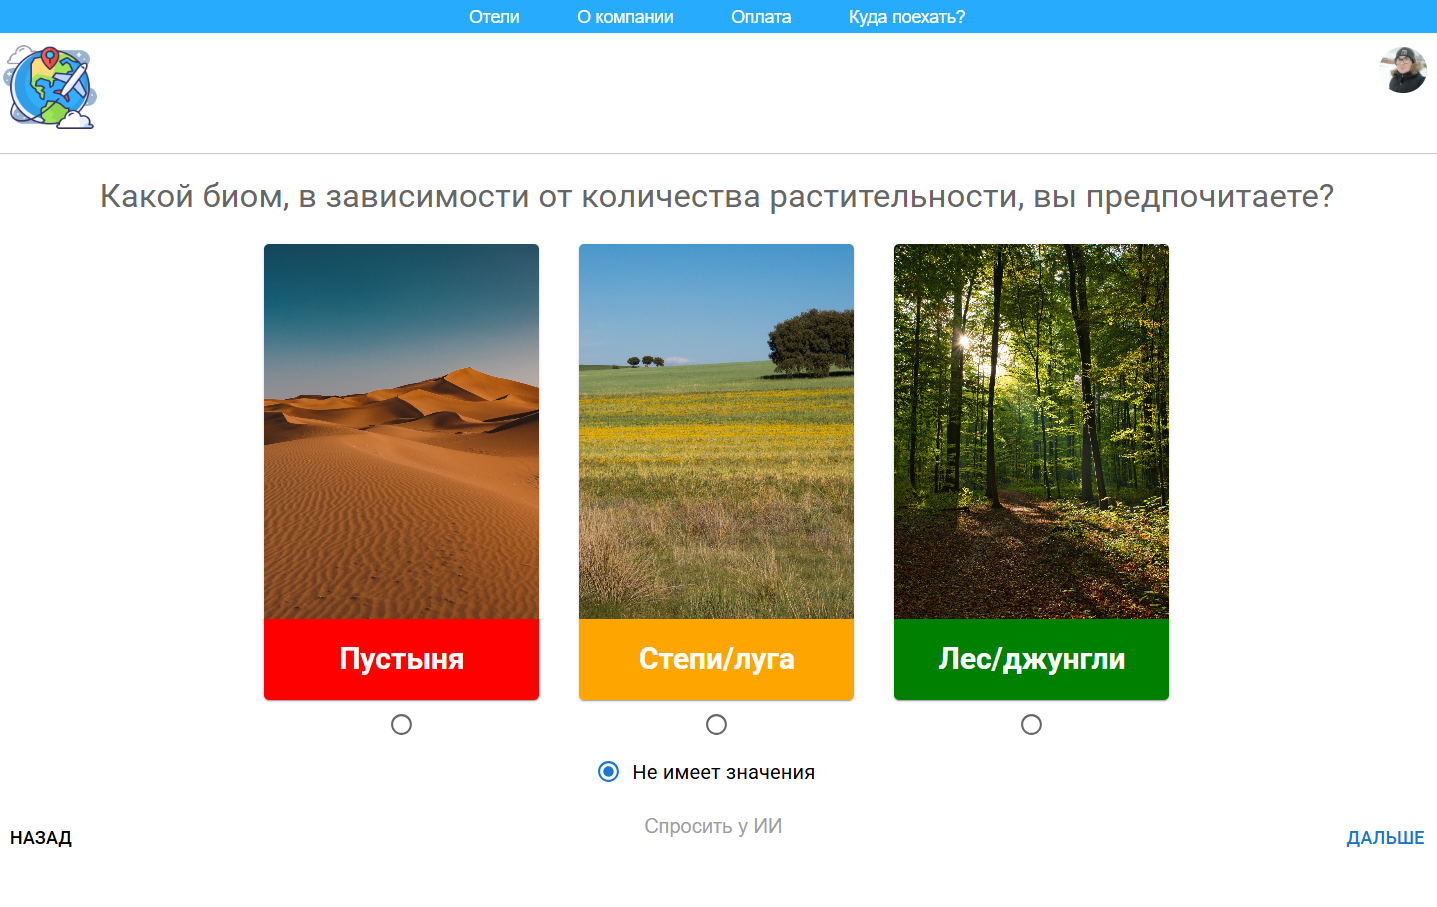 Отели О компании Оплата Куда поехать?
Какой биом, в зависимости от количества растительности, вы предпочитаете?
Пустыня Степи/луга Лес/джунгли
Не имеет значения
Спросить у ИИ
НАЗАД ДАЛЬШЕ